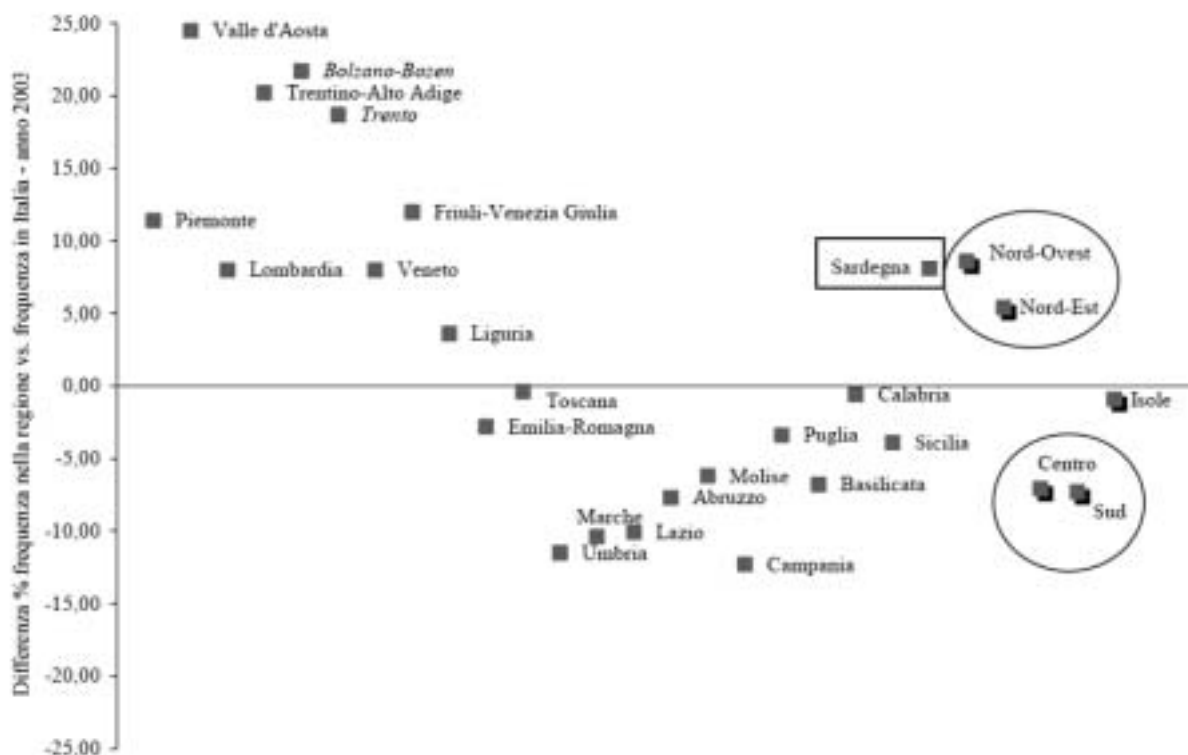 Differenza % frequenza nella regione vs. frequenza in Italia - anno 2003
25,00
20,00
15,00
10,00
5,00
0,00
-5,00
-10,00
-15,00
-20,00
-25.00
Valle d'Aosta
Bolzano-Bozen
Trentino-Alto Adige
Trento
Piemonte
Friuli-Venezia Giulia
Lombardia
Veneto
Liguria
Sardegna
Nord-Ovest
Nord-Est
Toscana
Emilia-Romagna
Calabria
Isole
Puglia
Sicilia
Molise
Basilicata
Abruzzo
Marche
Lazio
Umbria
Campania
Centro
Sud